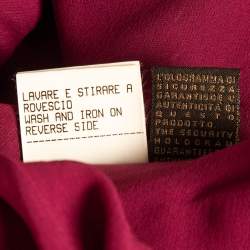 LAVARE E STIRARE A
ROVESCIO
WASH AND IRON ON
REVERSE SIDE
L'OLOGRAMMA DI
SICUREZZA
GARANTISCE L'
AUTENTICITÀ DI
QUESTO
PRODOTTO.
THE SECURITY
HOLOGRAM
GUARANTEES